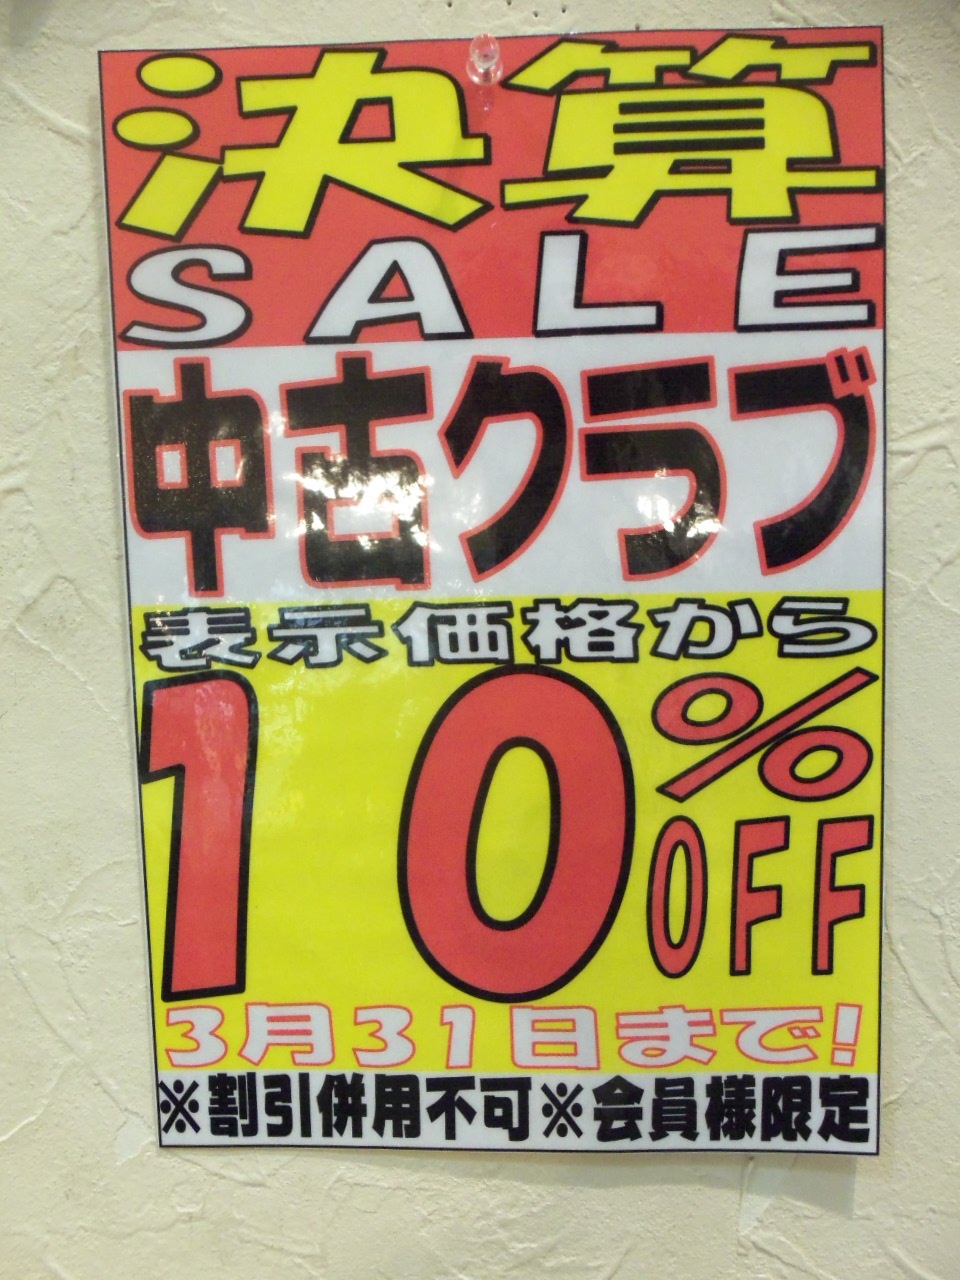 決算
SALE
中古クラブ
表示価格から
10%
OFF
3月31日まで!
※割引併用不可※会員様限定